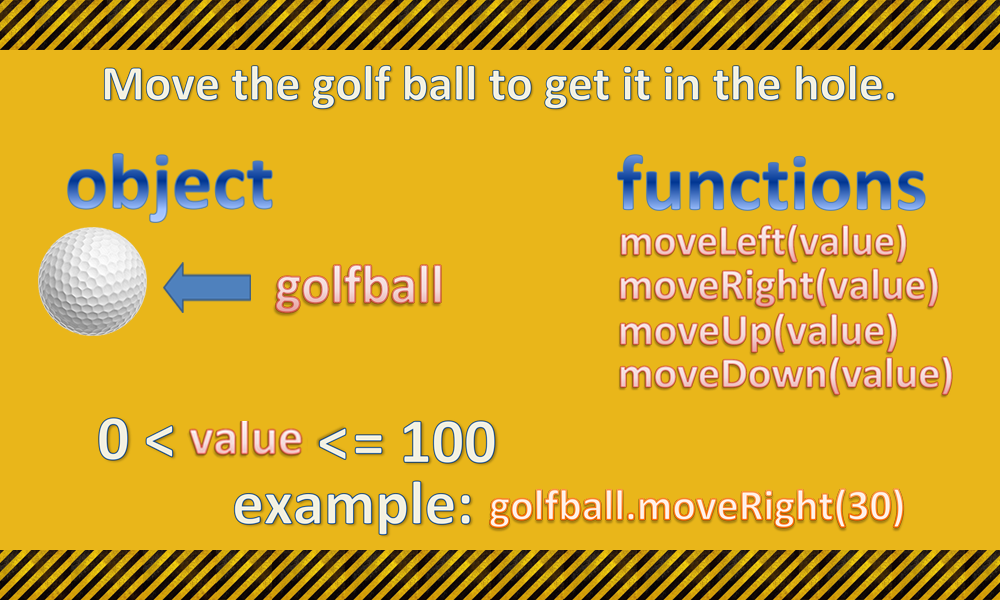 Move the golf ball to get it in the hole.
object
golfball
functions
moveLeft(value)
moveRight(value)
moveUp(value)
moveDown(value)
0 < value <= 100
example: golfball.moveRight(30)